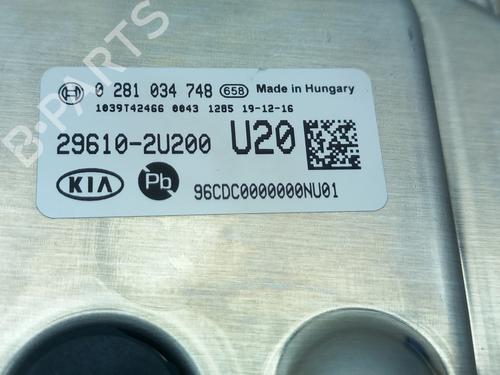 0 281 034 748 658 Made in Hungary
1039T42466 0043 1285 19-12-16
29610-2U200 U20
KIA Pb 96CDC0000000NU01
B-PARTS